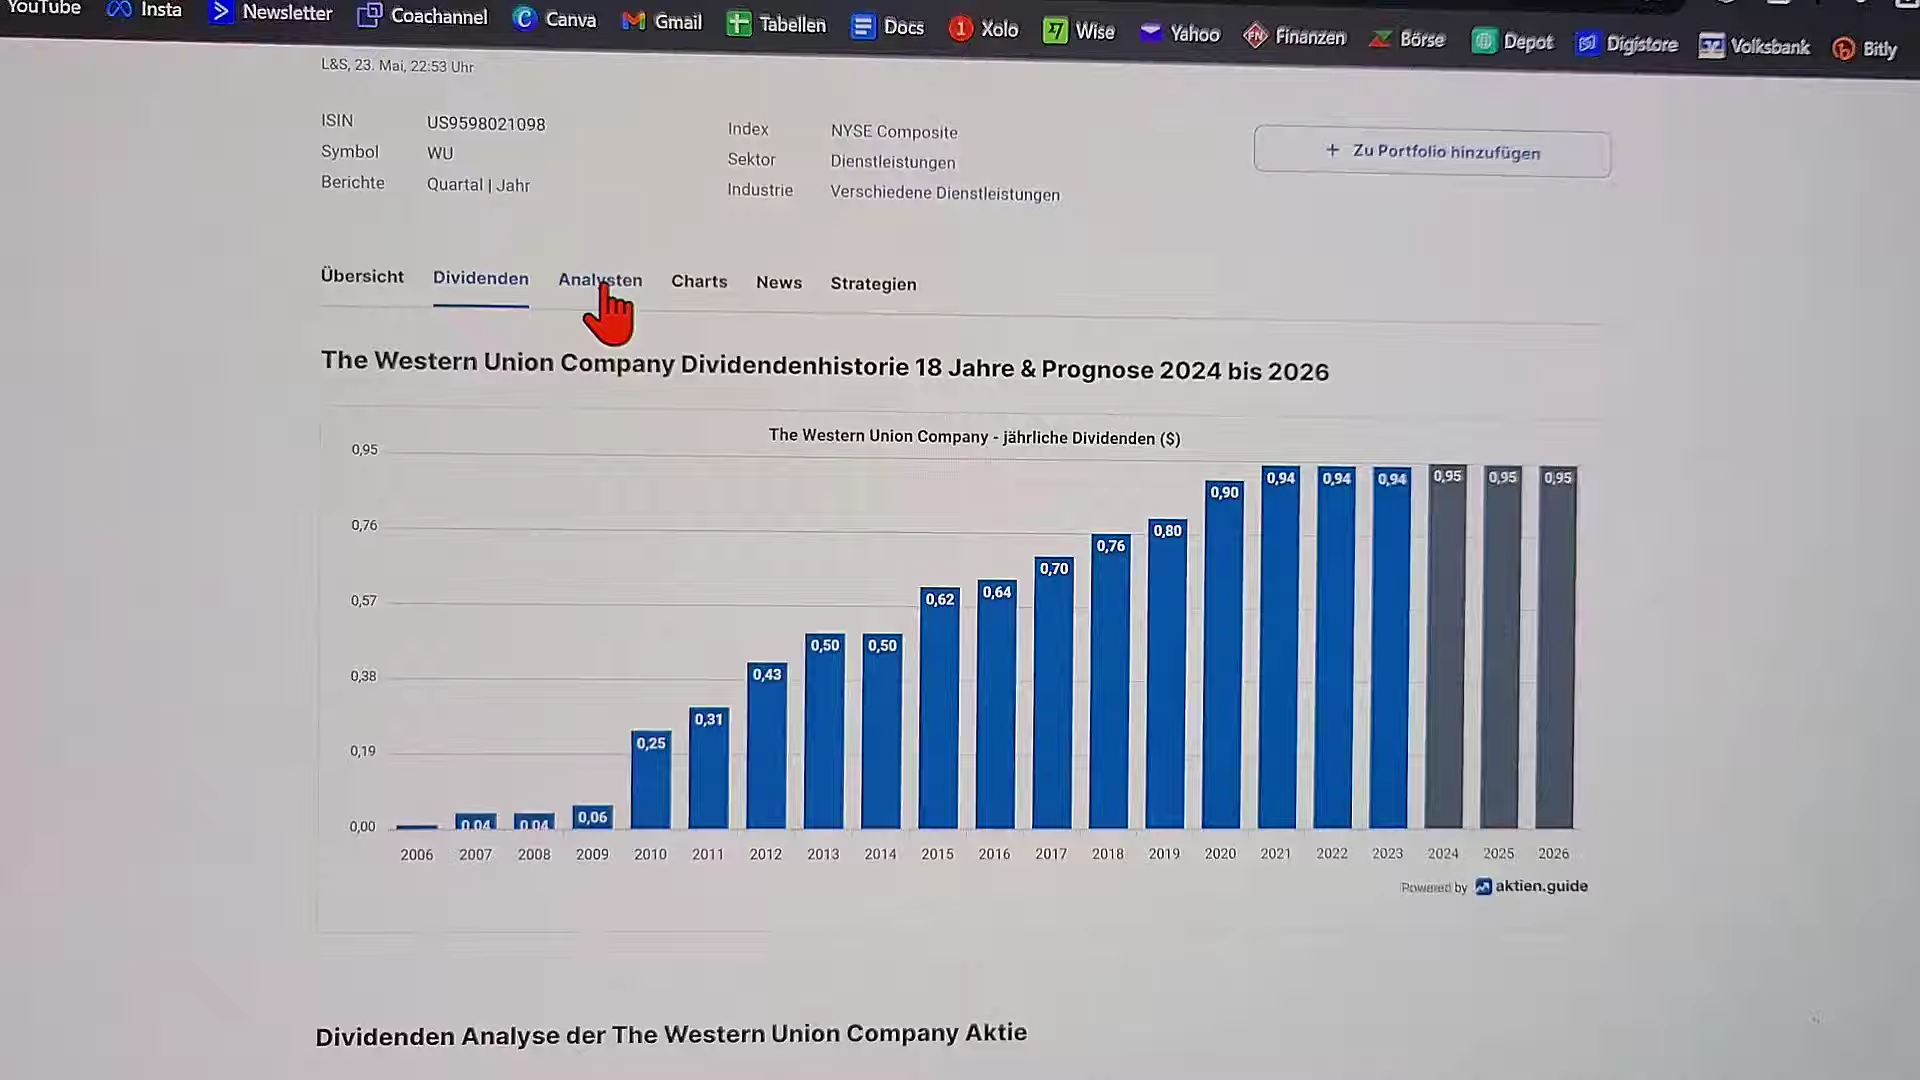 YouTube Insta Newsletter Coachannel Canva Gmail Tabellen Docs Xolo Wise Yahoo Finanzen Börse Depot Digistore Volksbank Bitly
L&S, 23. Mai, 22:53 Uhr
ISIN US9598021098
Symbol WU
Berichte Quartal | Jahr
Index NYSE Composite
Sektor Dienstleistungen
Industrie Verschiedene Dienstleistungen
+ Zu Portfolio hinzufügen
Übersicht Dividenden Analysten Charts News Strategien
The Western Union Company Dividendenhistorie 18 Jahre & Prognose 2024 bis 2026
The Western Union Company - jährliche Dividenden ($)
0,95
0,76
0,57
0,38
0,19
0,00
0,04 0,04 0,06 0,25 0,31 0,43 0,50 0,50 0,62 0,64 0,70 0,76 0,80 0,90 0,94 0,94 0,94 0,95 0,95 0,95
2006 2007 2008 2009 2010 2011 2012 2013 2014 2015 2016 2017 2018 2019 2020 2021 2022 2023 2024 2025 2026
Powered by aktien.guide
Dividenden Analyse der The Western Union Company Aktie